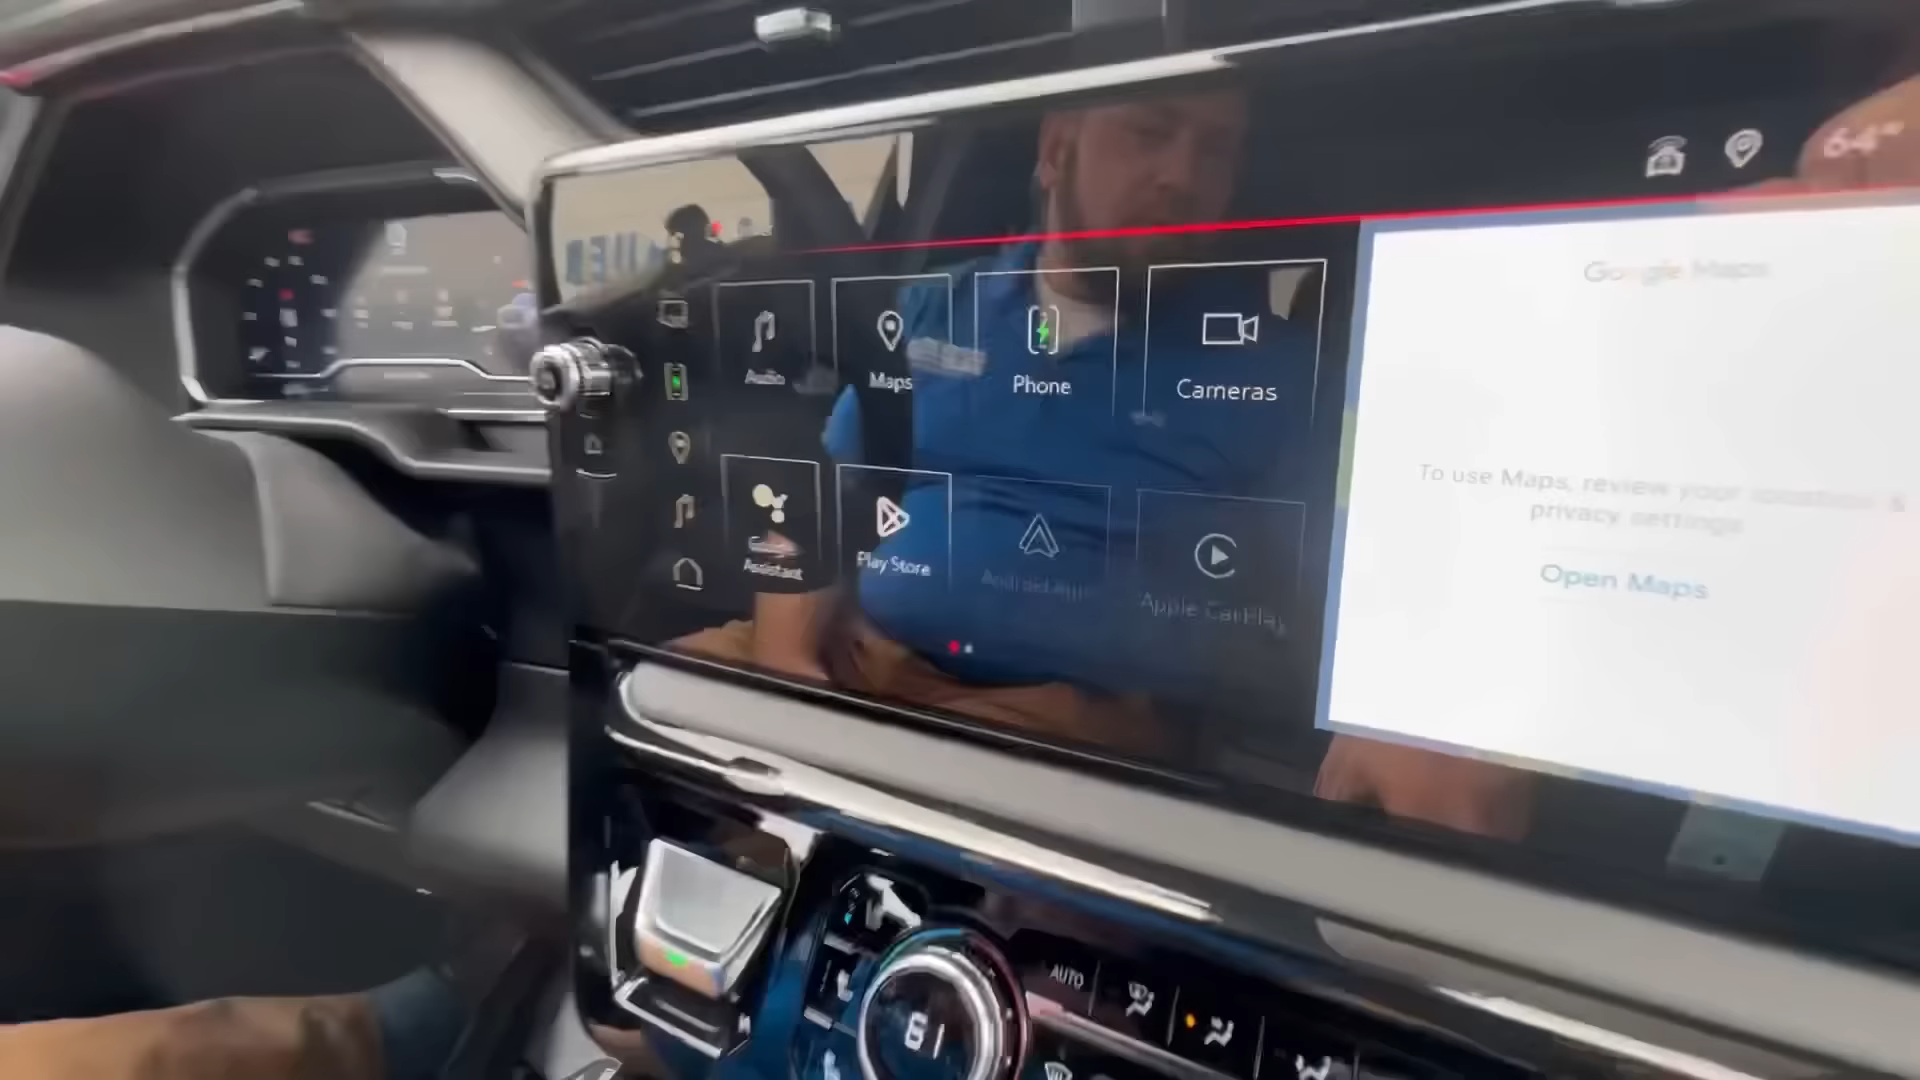 64°
Google Maps
Audio
Maps
Phone
Cameras
To use Maps, review your location &
privacy settings
Open Maps
Assistant
Play Store
Android Auto
Apple CarPlay
AUTO
61